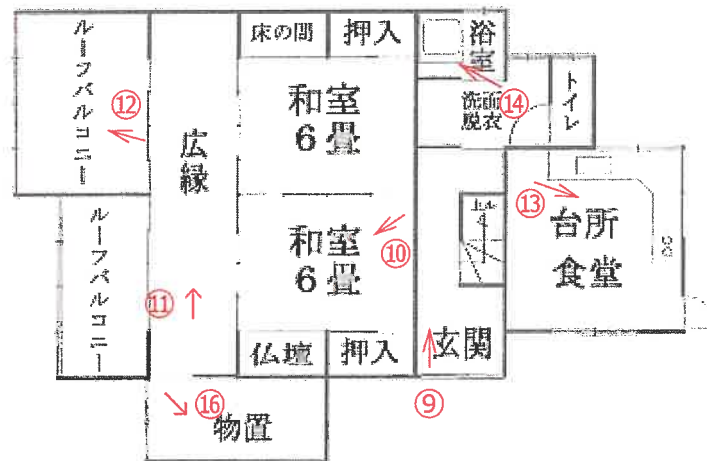 床の間
押入
浴室
ルーフバルコニー
⑫
和室
6畳
広縁
洗面
脱衣
⑭
トイレ
⑬
台所
食堂
和室
6畳
⑩
ルーフバルコニー
⑪
仏壇
押入
玄関
⑯
物置
⑨